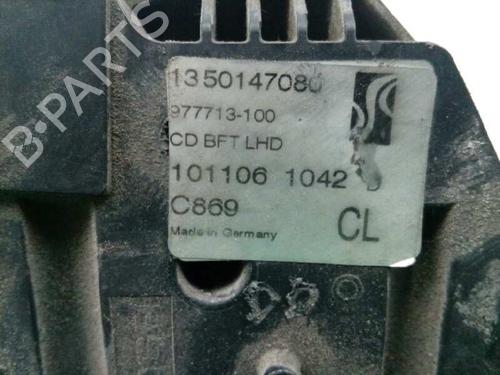 B-PARTS
1350147080
977713-100
CD BFT LHD
101106 1042
C869
CL
Made in Germany